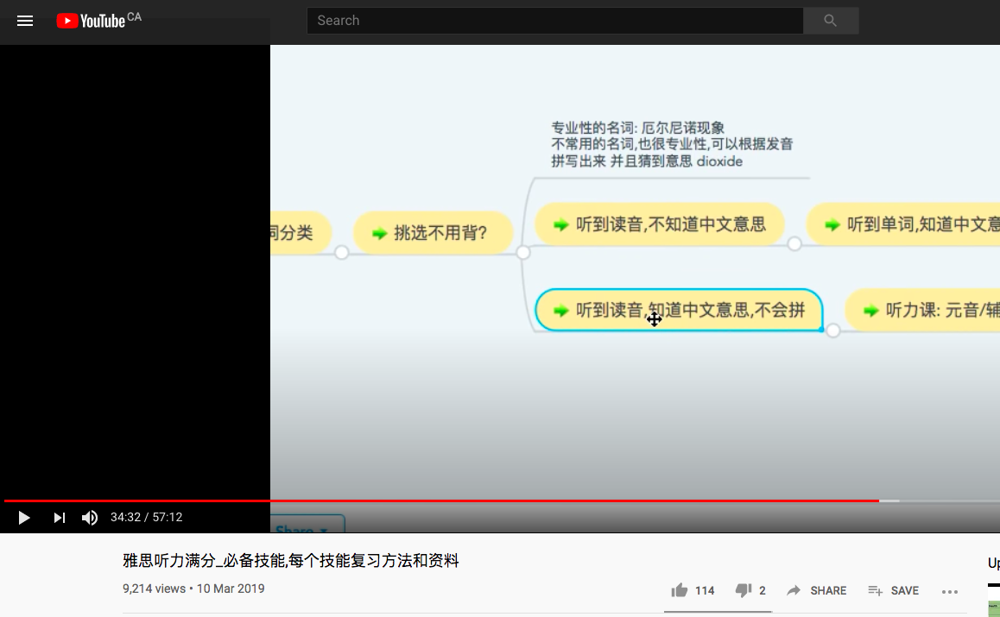 YouTube CA
Search
专业性的名词: 厄尔尼诺现象
不常用的名词,也很专业性,可以根据发音
拼写出来 并且猜到意思 dioxide
词分类
挑选不用背?
听到读音,不知道中文意思
听到单词,知道中文意
听到读音,知道中文意思,不会拼
听力课: 元音/辅
34:32 / 57:12
Share
雅思听力满分_必备技能,每个技能复习方法和资料
9,214 views • 10 Mar 2019
114
2
SHARE
SAVE
Up